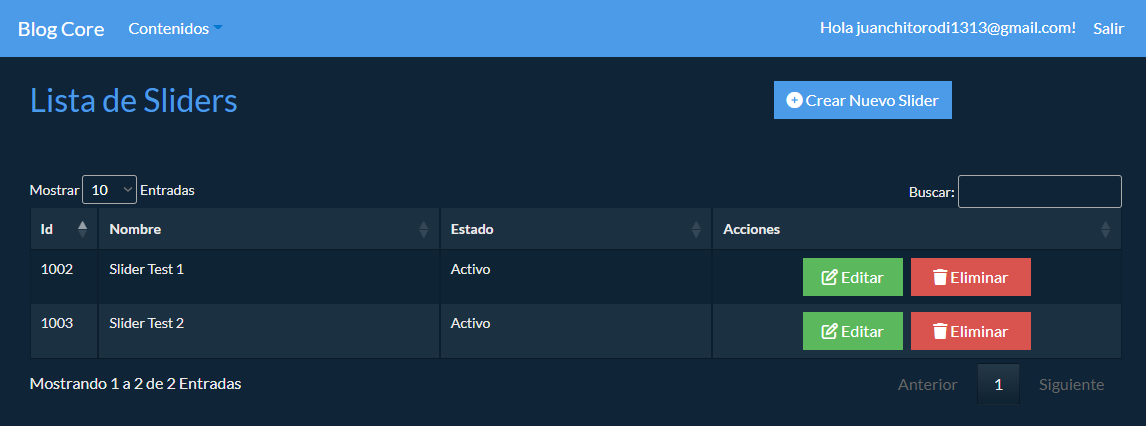 Blog Core Contenidos Hola juanchitorodi1313@gmail.com! Salir
Lista de Sliders Crear Nuevo Slider
Mostrar 10 Entradas Buscar:
Id Nombre Estado Acciones
1002 Slider Test 1 Activo Editar Eliminar
1003 Slider Test 2 Activo Editar Eliminar
Mostrando 1 a 2 de 2 Entradas Anterior 1 Siguiente